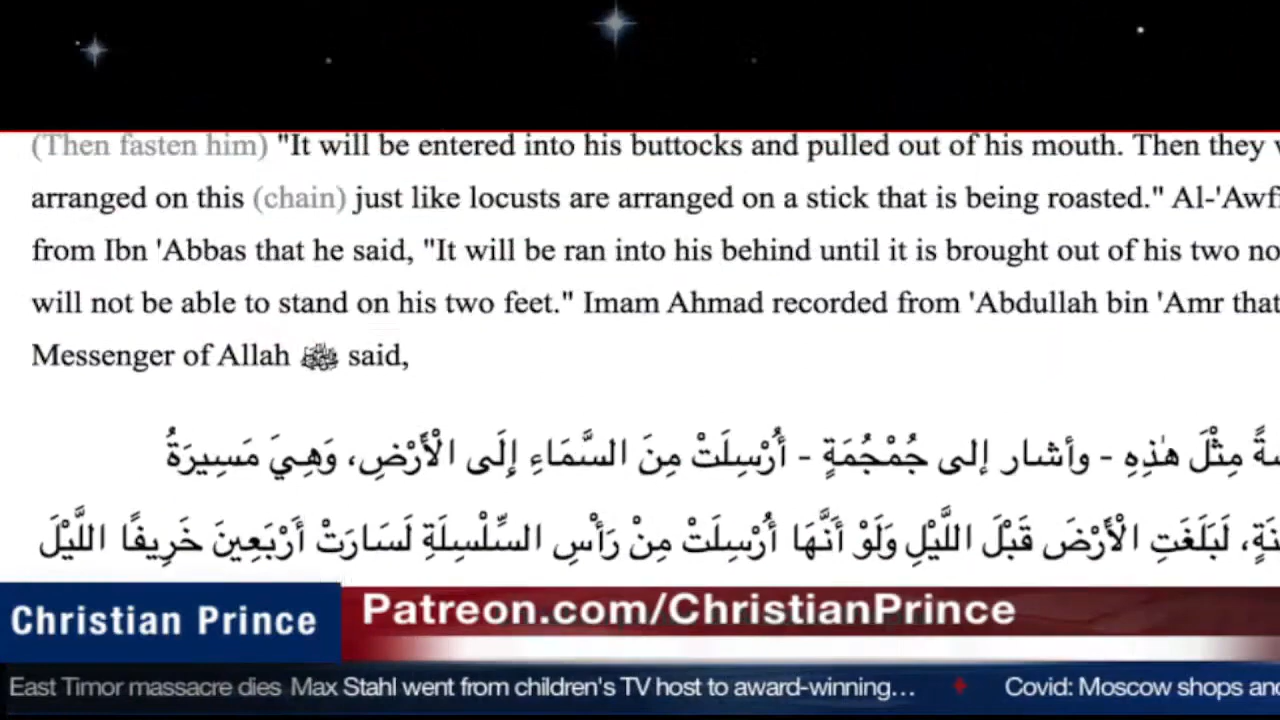 (Then fasten him) "It will be entered into his buttocks and pulled out of his mouth. Then they
arranged on this (chain) just like locusts are arranged on a stick that is being roasted." Al-'Awf
from Ibn 'Abbas that he said, "It will be ran into his behind until it is brought out of his two no
will not be able to stand on his two feet." Imam Ahmad recorded from 'Abdullah bin 'Amr that
Messenger of Allah ﷺ said,
مِثْلَ هٰذِهِ - وأشار إلى جُمْجُمَةٍ - أُرْسِلَتْ مِنَ السَّمَاءِ إِلَى الْأَرْضِ، وَهِيَ مَسِيرَةُ
لَبَلَغَتِ الْأَرْضَ قَبْلَ اللَّيْلِ وَلَوْ أَنَّهَا أُرْسِلَتْ مِنْ رَأْسِ السِّلْسِلَةِ لَسَارَتْ أَرْبَعِينَ خَرِيفًا اللَّيْلَ
Christian Prince
Patreon.com/ChristianPrince
East Timor massacre dies Max Stahl went from children's TV host to award-winning... Covid: Moscow shops and